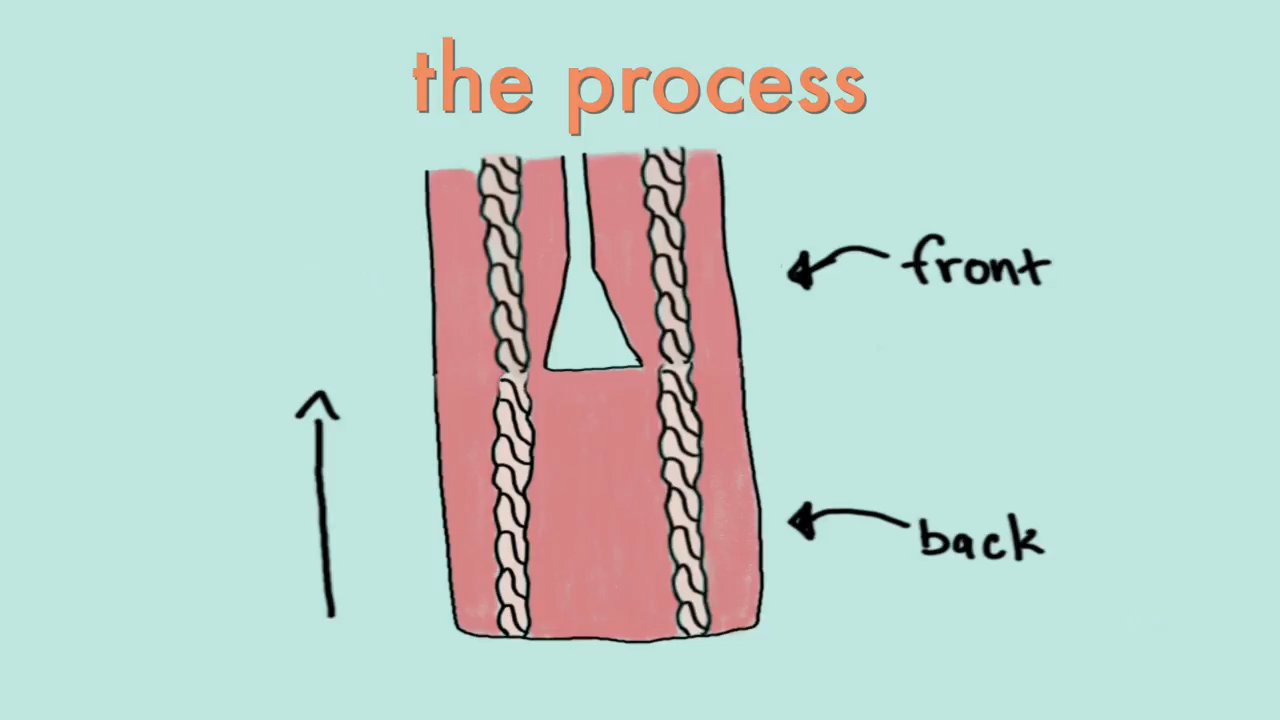 the process
front
back